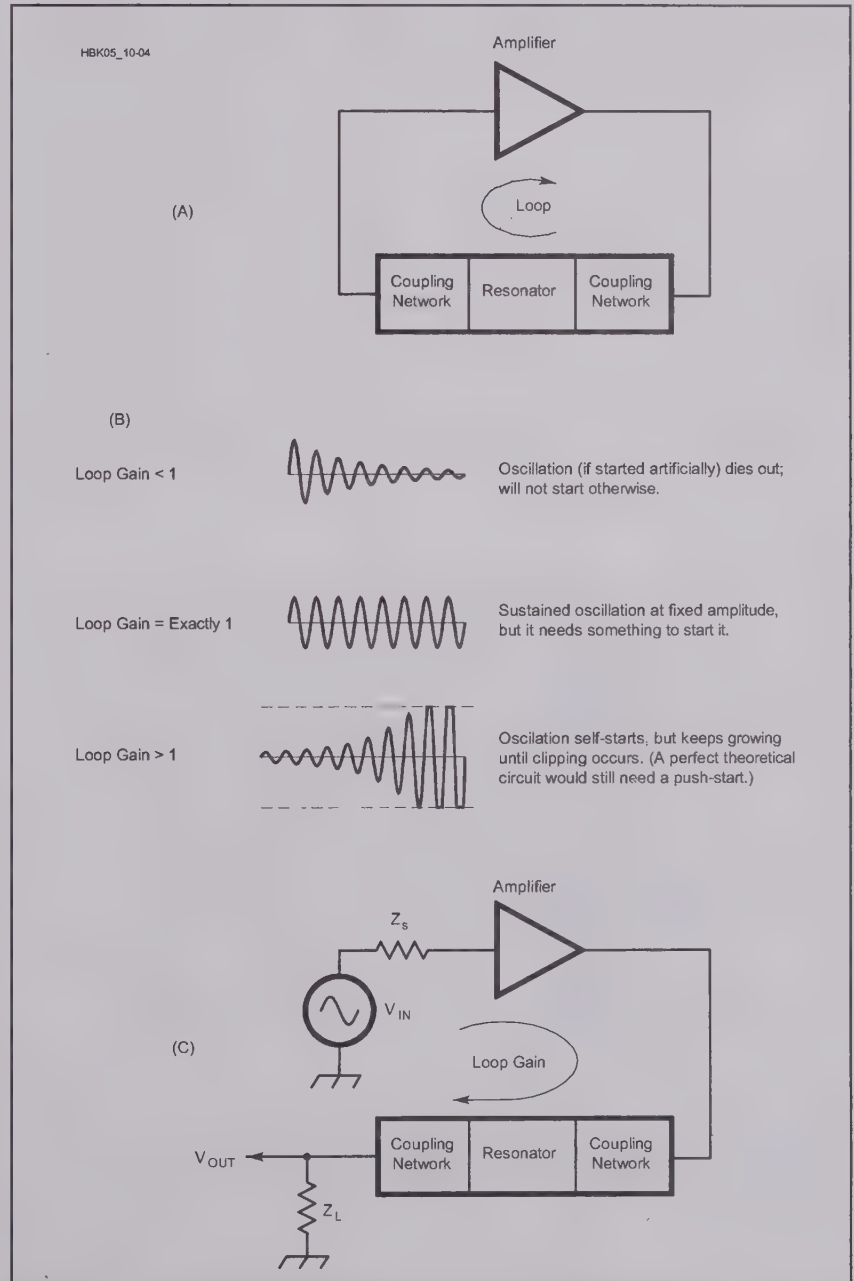 HBK05_10-04
Amplifier
(A)
Loop
Coupling
Network
Resonator
Coupling
Network
(B)
Loop Gain < 1
Oscillation (if started artificially) dies out;
will not start otherwise.
Loop Gain = Exactly 1
Sustained oscillation at fixed amplitude,
but it needs something to start it.
Loop Gain > 1
Oscilation self-starts, but keeps growing
until clipping occurs. (A perfect theoretical
circuit would still need a push-start.)
Amplifier
Zs
VIN
(C)
Loop Gain
Coupling
Network
Resonator
Coupling
Network
VOUT
ZL